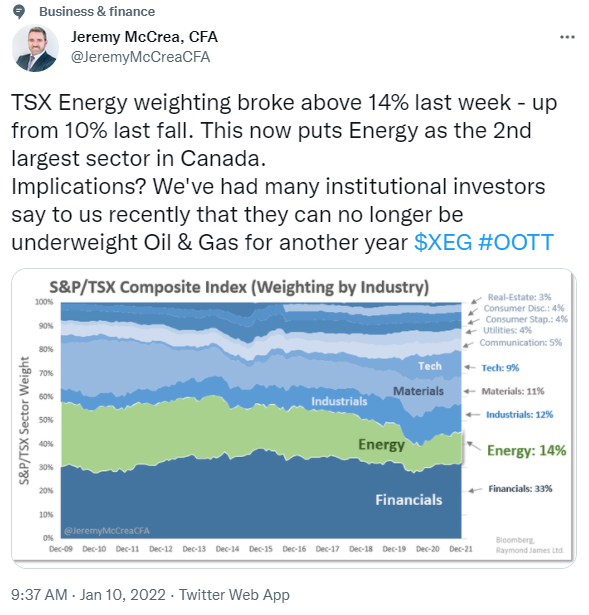 Business & finance
Jeremy McCrea, CFA
@JeremyMcCreaCFA
TSX Energy weighting broke above 14% last week - up
from 10% last fall. This now puts Energy as the 2nd
largest sector in Canada.
Implications? We've had many institutional investors
say to us recently that they can no longer be
underweight Oil & Gas for another year $XEG #OOTT
S&P/TSX Composite Index (Weighting by Industry)
S&P/TSX Sector Weight
100%
90%
80%
70%
60%
50%
40%
30%
20%
10%
0%
Real-Estate: 3%
Consumer Disc.: 4%
Consumer Stap.: 4%
Utilities: 4%
Communication: 5%
Tech
Tech: 9%
Materials
Materials: 11%
Industrials
Industrials: 12%
Energy
Energy: 14%
Financials
Financials: 33%
@JeremyMcCreaCFA
Dec-09 Dec-10 Dec-11 Dec-12 Dec-13 Dec-14 Dec-15 Dec-16 Dec-17 Dec-18 Dec-19 Dec-20 Dec-21
Bloomberg,
Raymond James Ltd.
9:37 AM · Jan 10, 2022 · Twitter Web App